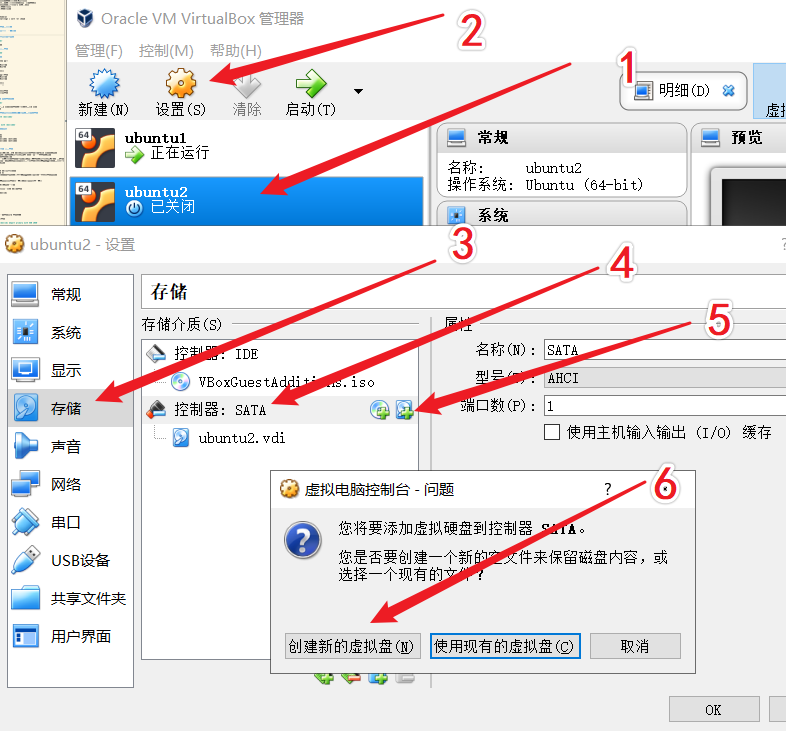 Oracle VM VirtualBox 管理器
管理(F) 控制(M) 帮助(H)
2
1
新建(N) 设置(S) 清除 启动(T)
明细(D)
64
ubuntu1
正在运行
64
ubuntu2
已关闭
常规
名称: ubuntu2
操作系统: Ubuntu (64-bit)
系统
预览
ubuntu2 - 设置
?
3
4
5
常规
系统
显示
存储
声音
网络
串口
USB设备
共享文件夹
用户界面
存储
存储介质(S)
控制器: IDE
VBoxGuestAdditions.iso
控制器: SATA
ubuntu2.vdi
属性
名称(N): SATA
AHCI
端口数(P): 1
使用主机输入输出 (I/O) 缓存
6
虚拟电脑控制台 - 问题
?
您将要添加虚拟硬盘到控制器 SATA。
您是否要创建一个新的空文件来保留磁盘内容，或
选择一个现有的文件?
创建新的虚拟盘(N) 使用现有的虚拟盘(C) 取消
OK